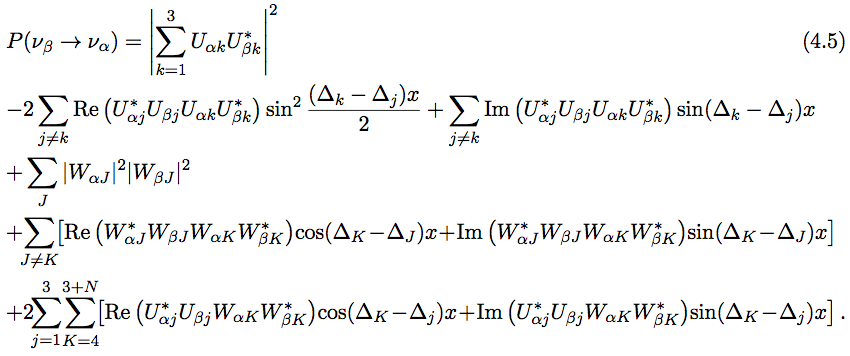 P(ν_β → ν_α) = |∑_{k=1}^{3} U_{αk}U^*_{βk}|^2 (4.5)
−2∑_{j≠k} Re (U^*_{αj}U_{βj}U_{αk}U^*_{βk}) sin^2 \frac{(Δ_k − Δ_j)x}{2} + ∑_{j≠k} Im (U^*_{αj}U_{βj}U_{αk}U^*_{βk}) sin(Δ_k − Δ_j)x
+∑_J |W_{αJ}|^2|W_{βJ}|^2
+∑_{J≠K} [Re (W^*_{αJ}W_{βJ}W_{αK}W^*_{βK}) cos(Δ_K−Δ_J)x+Im (W^*_{αJ}W_{βJ}W_{αK}W^*_{βK}) sin(Δ_K−Δ_J)x]
+2∑_{j=1}^{3}∑_{K=4}^{3+N} [Re (U^*_{αj}U_{βj}W_{αK}W^*_{βK}) cos(Δ_K−Δ_j)x+Im (U^*_{αj}U_{βj}W_{αK}W^*_{βK}) sin(Δ_K−Δ_j)x] .